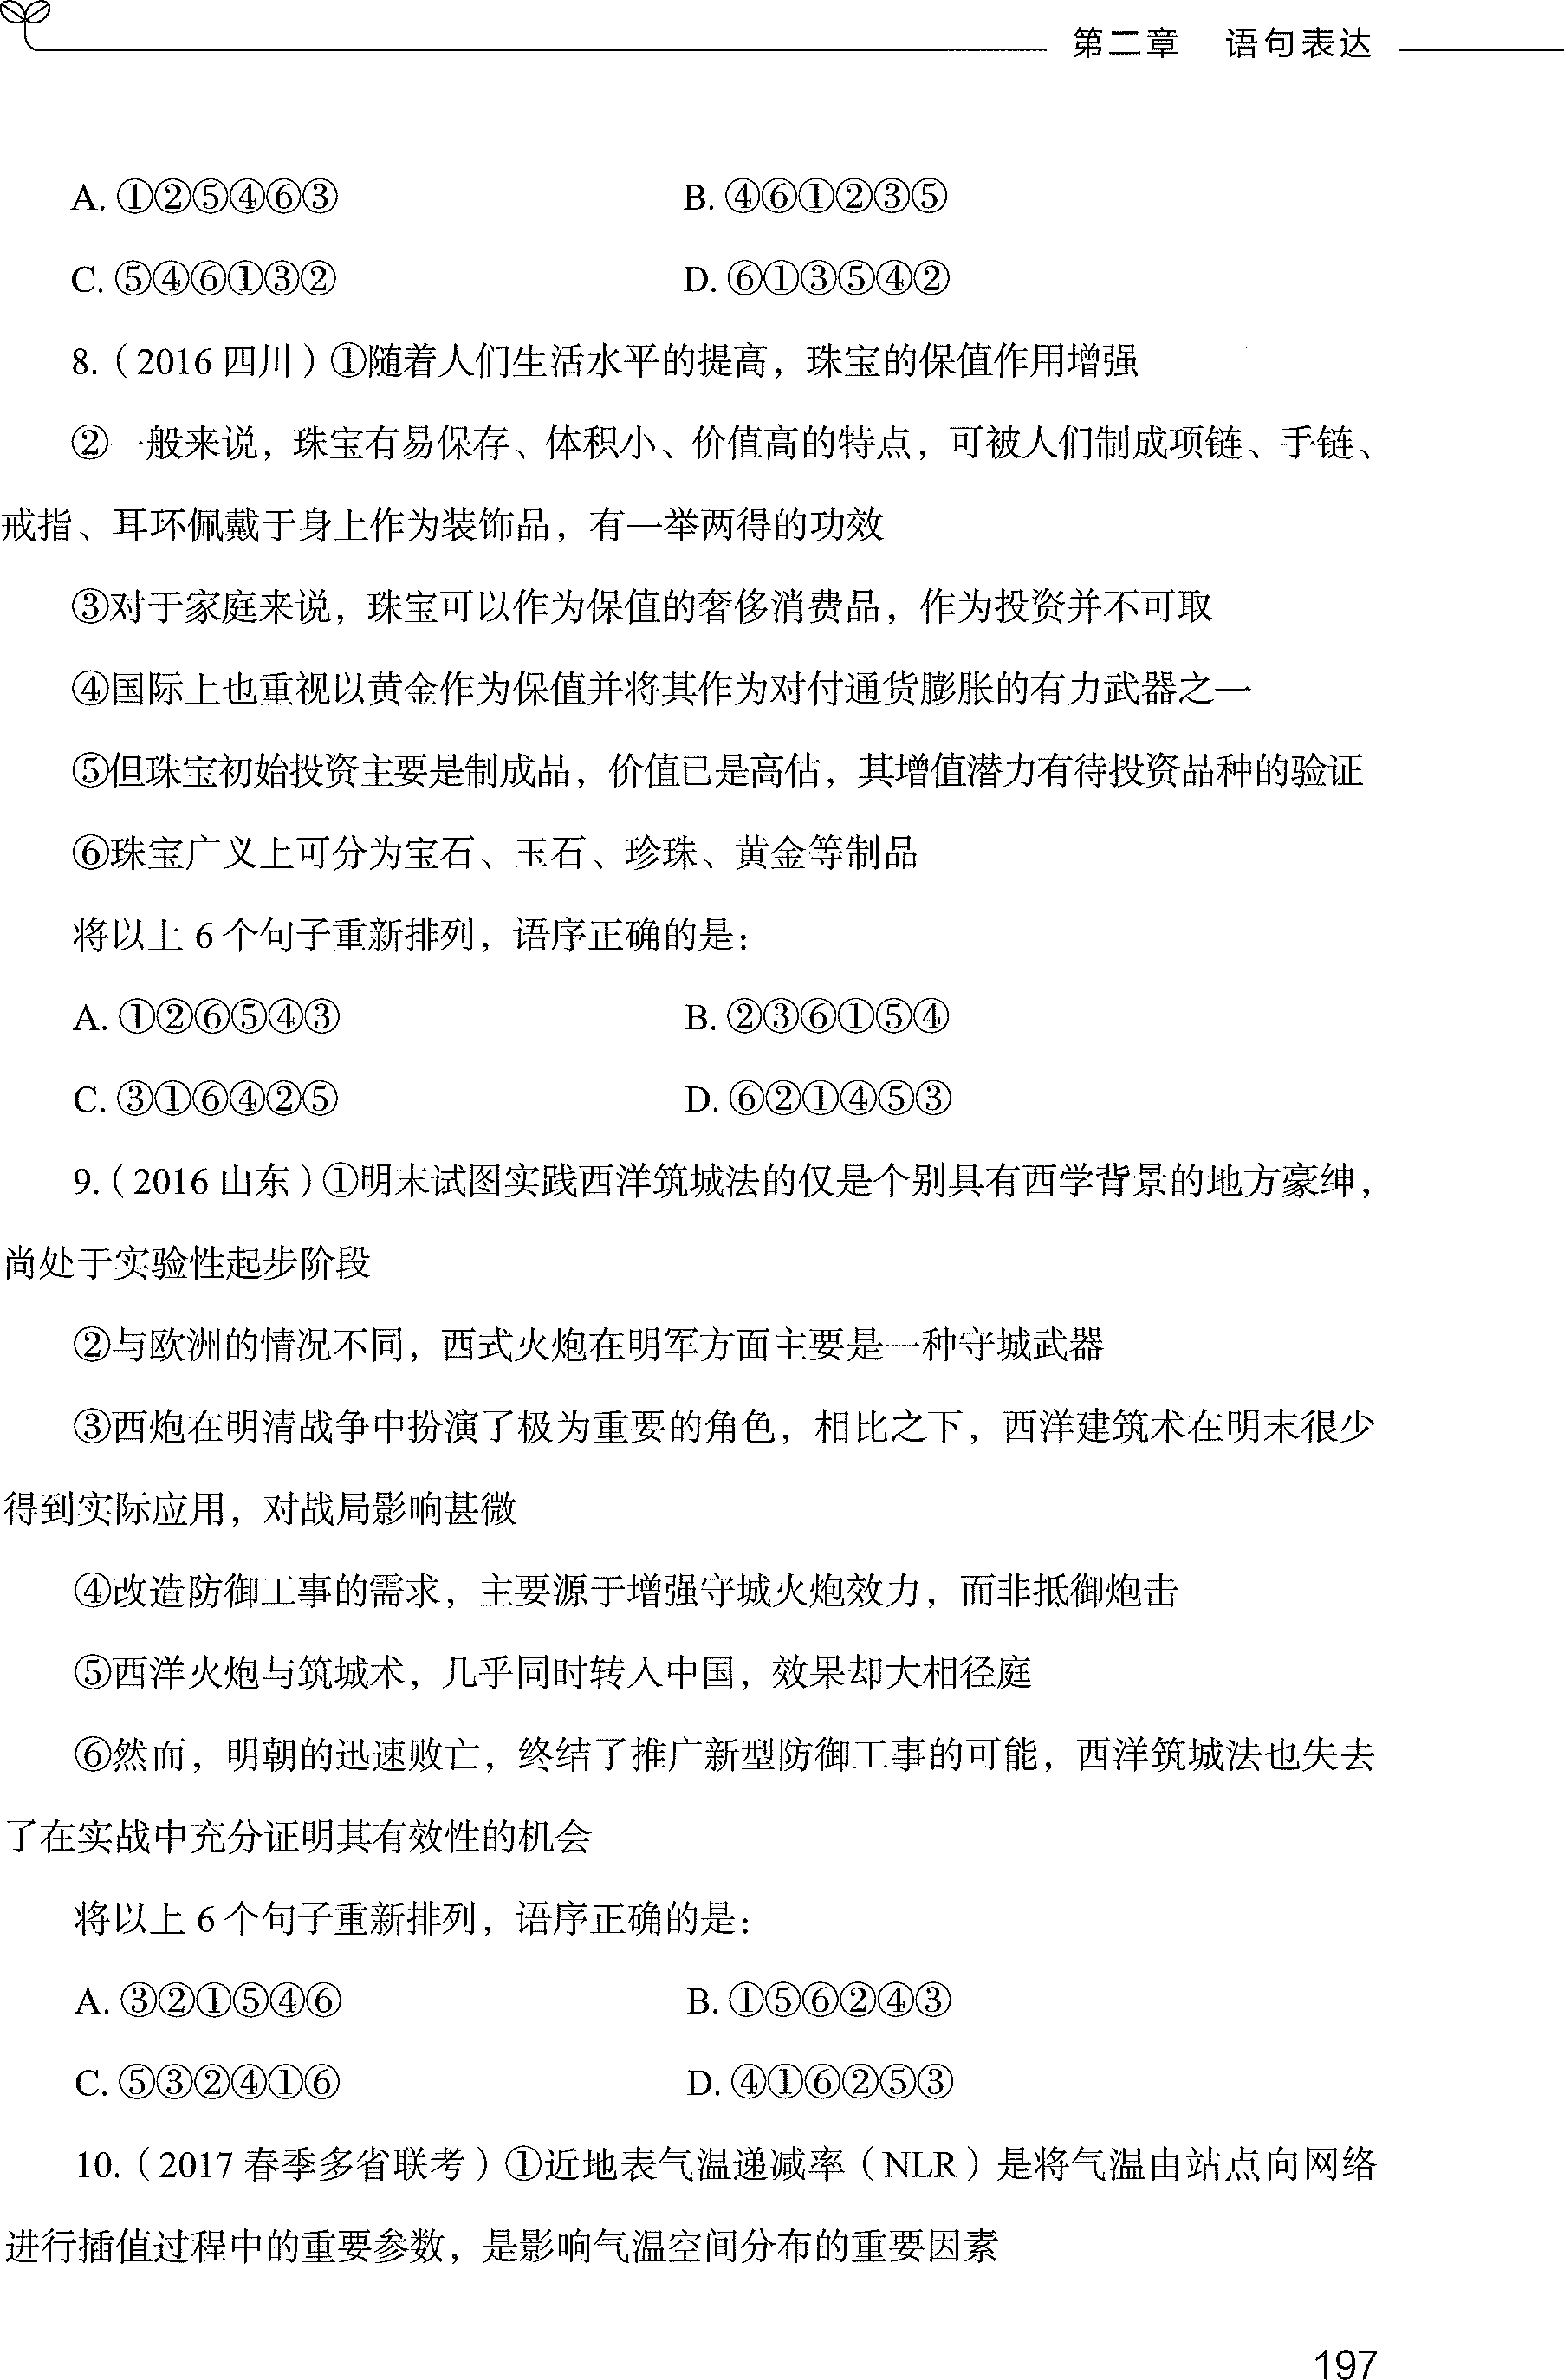 第二章 语句表达
A. ①②⑤④⑥③ B. ④⑥①②③⑤
C. ⑤④⑥①③② D. ⑥①③⑤④②
8.（2016 四川）①随着人们生活水平的提高，珠宝的保值作用增强
②一般来说，珠宝有易保存、体积小、价值高的特点，可被人们制成项链、手链、
戒指、耳环佩戴于身上作为装饰品，有一举两得的功效
③对于家庭来说，珠宝可以作为保值的奢侈消费品，作为投资并不可取
④国际上也重视以黄金作为保值并将其作为对付通货膨胀的有力武器之一
⑤但珠宝初始投资主要是制成品，价值已是高估，其增值潜力有待投资品种的验证
⑥珠宝广义上可分为宝石、玉石、珍珠、黄金等制品
将以上 6 个句子重新排列，语序正确的是：
A. ①②⑥⑤④③ B. ②③⑥①⑤④
C. ③①⑥④②⑤ D. ⑥②①④⑤③
9.（2016 山东）①明末试图实践西洋筑城法的仅是个别具有西学背景的地方豪绅，
尚处于实验性起步阶段
②与欧洲的情况不同，西式火炮在明军方面主要是一种守城武器
③西炮在明清战争中扮演了极为重要的角色，相比之下，西洋建筑术在明末很少
得到实际应用，对战局影响甚微
④改造防御工事的需求，主要源于增强守城火炮效力，而非抵御炮击
⑤西洋火炮与筑城术，几乎同时转入中国，效果却大相径庭
⑥然而，明朝的迅速败亡，终结了推广新型防御工事的可能，西洋筑城法也失去
了在实战中充分证明其有效性的机会
将以上 6 个句子重新排列，语序正确的是：
A. ③②①⑤④⑥ B. ①⑤⑥②④③
C. ⑤③②④①⑥ D. ④①⑥②⑤③
10.（2017 春季多省联考）①近地表气温递减率（NLR）是将气温由站点向网络
进行插值过程中的重要参数，是影响气温空间分布的重要因素
197